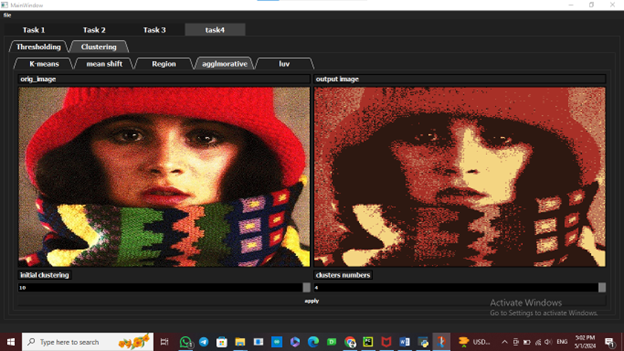 MainWindow
file
Task 1 Task 2 Task 3 task4
Thresholding Clustering
K-means mean shift Region agglmorative luv
orig_image output image
initial clustering clusters numbers
10 4
apply
Activate Windows
Go to Settings to activate Windows.
Type here to search USD... ENG 5:02 PM
5/1/2024